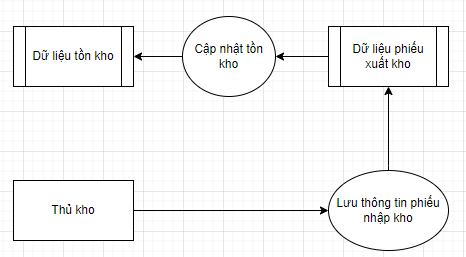 Dữ liệu tồn kho
Cập nhật tồn
kho
Dữ liệu phiếu
xuất kho
Thủ kho
Lưu thông tin phiếu
nhập kho